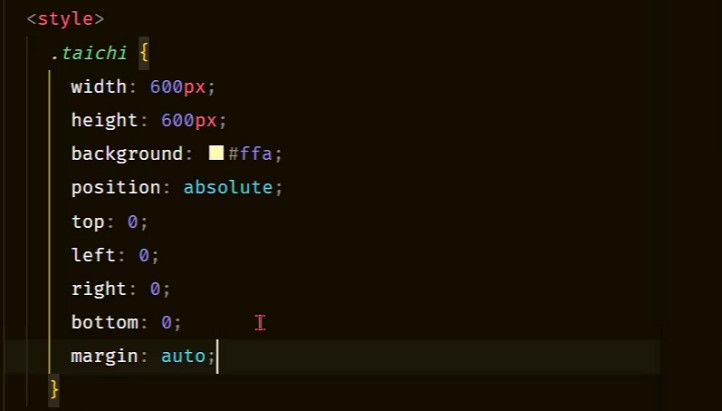 <style>
.taichi {
width: 600px;
height: 600px;
background: #ffa;
position: absolute;
top: 0;
left: 0;
right: 0;
bottom: 0;
margin: auto;
}